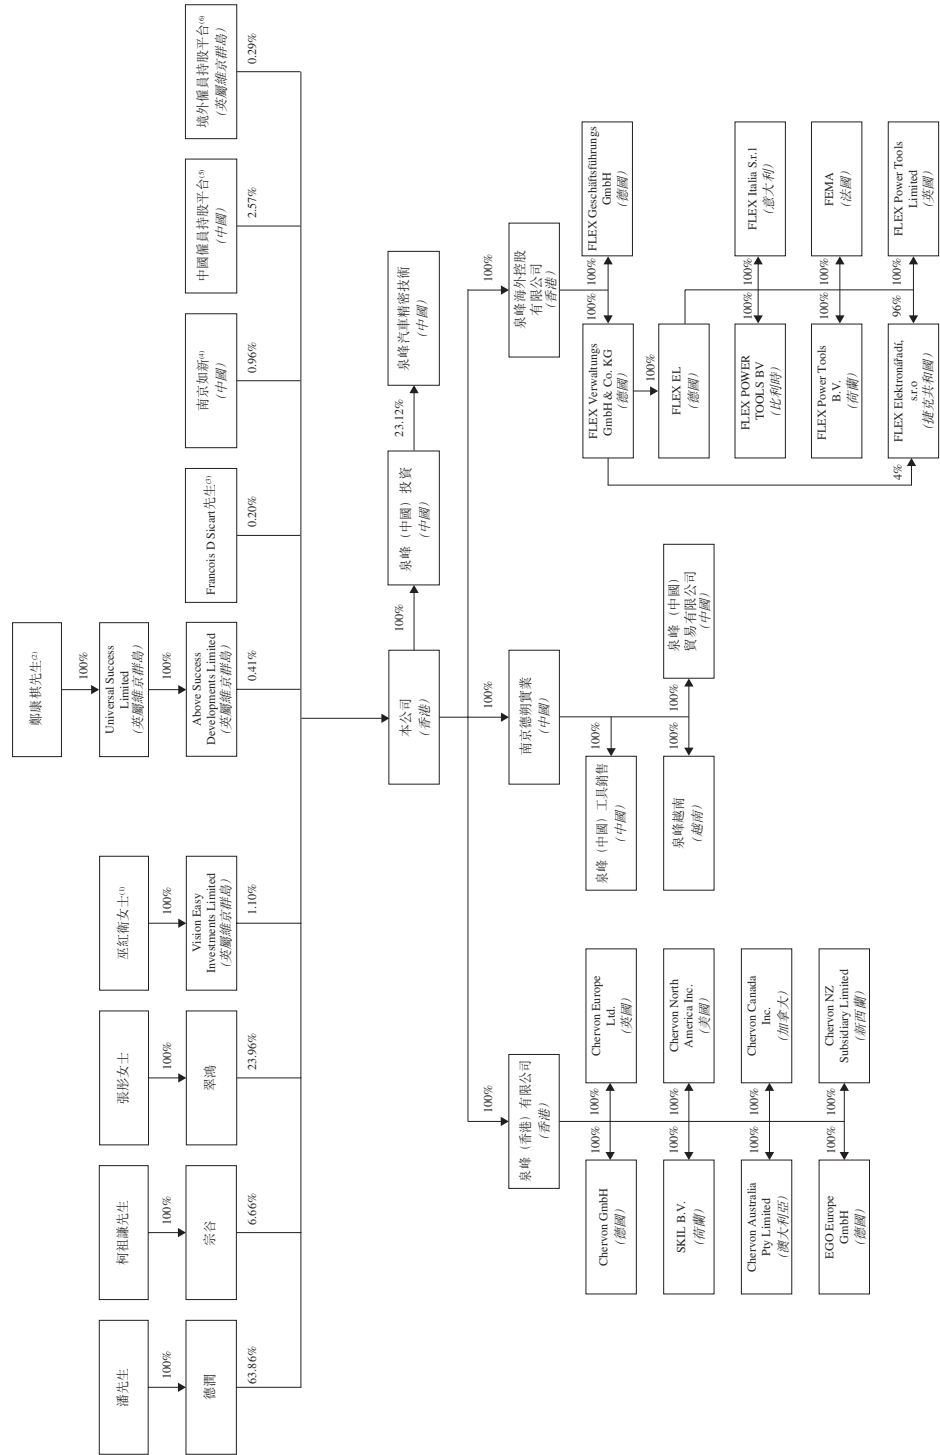 鄭康棋先生(2)
100%
潘先生
柯祖謙先生
張彤女士
巫紅衛女士(1)
Universal Success
Limited
(英屬維京群島)
100%
100%
100%
100%
100%
德潤
宗谷
翠鴻
Vision Easy
Investments Limited
(英屬維京群島)
Above Success
Developments Limited
(英屬維京群島)
Francois D Sicart先生(3)
南京如新(4)
(中國)
中國僱員持股平台(5)
(中國)
境外僱員持股平台(6)
(英屬維京群島)
63.86%
6.66%
23.96%
1.10%
0.41%
0.20%
0.96%
2.57%
0.29%
本公司
(香港)
100%
泉峰（中國）投資
(中國)
23.12%
泉峰汽車精密技術
(中國)
100%
100%
100%
泉峰（香港）有限公司
(香港)
南京德朔實業
(中國)
泉峰海外控股
有限公司
(香港)
100%
100%
100%
100%
100%
Chervon GmbH
(德國)
Chervon Europe
Ltd.
(英國)
泉峰（中國）工具銷售
(中國)
FLEX Verwaltungs
GmbH & Co. KG
(德國)
FLEX Geschäftsführungs
GmbH
(德國)
100%
100%
100%
100%
100%
SKIL B.V.
(荷蘭)
Chervon North
America Inc.
(美國)
泉峰越南
(越南)
泉峰（中國）
貿易有限公司
(中國)
FLEX EL
(德國)
100%
100%
100%
100%
Chervon Australia
Pty Limited
(澳大利亞)
Chervon Canada
Inc.
(加拿大)
FLEX POWER
TOOLS BV
(比利時)
FLEX Italia S.r.l
(意大利)
100%
100%
100%
100%
EGO Europe
GmbH
(德國)
Chervon NZ
Subsidiary Limited
(新西蘭)
FLEX Power Tools
B.V.
(荷蘭)
FEMA
(法國)
4%
96%
100%
FLEX Elektronářadí,
s.r.o
(捷克共和國)
FLEX Power Tools
Limited
(英國)